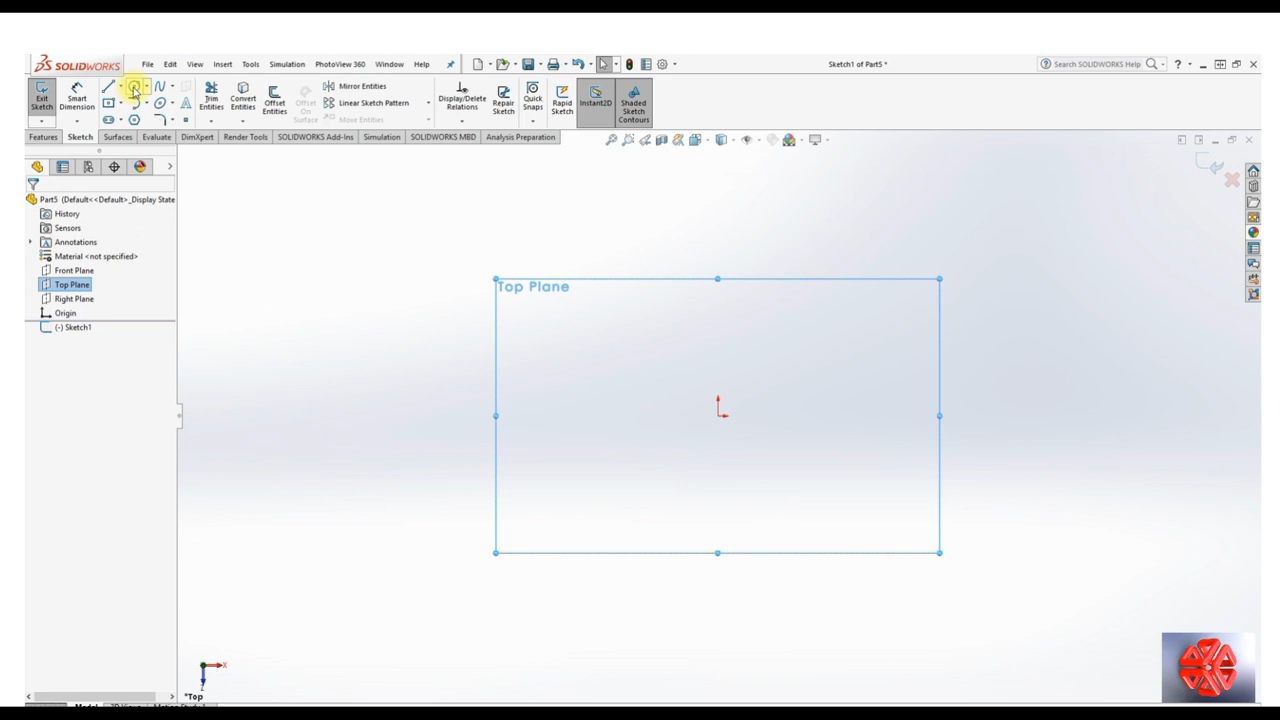 SOLIDWORKS File Edit View Insert Tools Simulation PhotoView 360 Window Help Sketch1 of Part5 * Search SOLIDWORKS Help ?
Exit Sketch Smart Dimension Trim Entities Convert Entities Offset Entities Offset On Surface Mirror Entities Linear Sketch Pattern Move Entities Display/Delete Relations Repair Sketch Quick Snaps Rapid Sketch Instant2D Shaded Sketch Contours
Features Sketch Surfaces Evaluate DimXpert Render Tools SOLIDWORKS Add-Ins Simulation SOLIDWORKS MBD Analysis Preparation
Part5 (Default<<Default>_Display State
History
Sensors
Annotations
Material <not specified>
Front Plane
Top Plane
Right Plane
Origin
(-) Sketch1
Top Plane
X
Z
*Top
Model